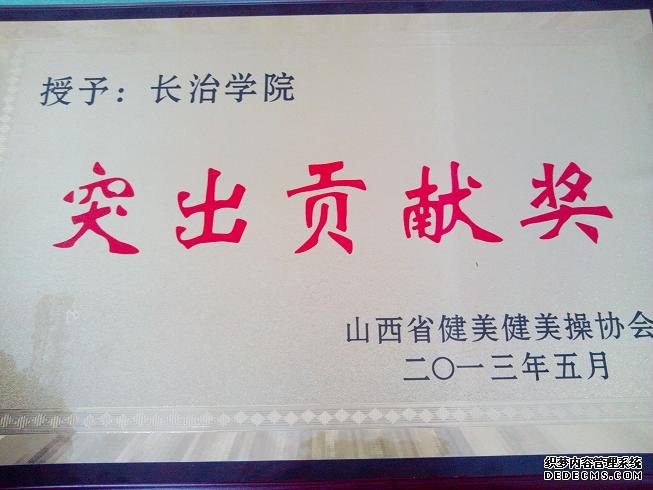 授予：长治学院
突出贡献奖
山西省健美健美操协会
二〇一三年五月
织梦内容管理系统
DEDECMS.COM